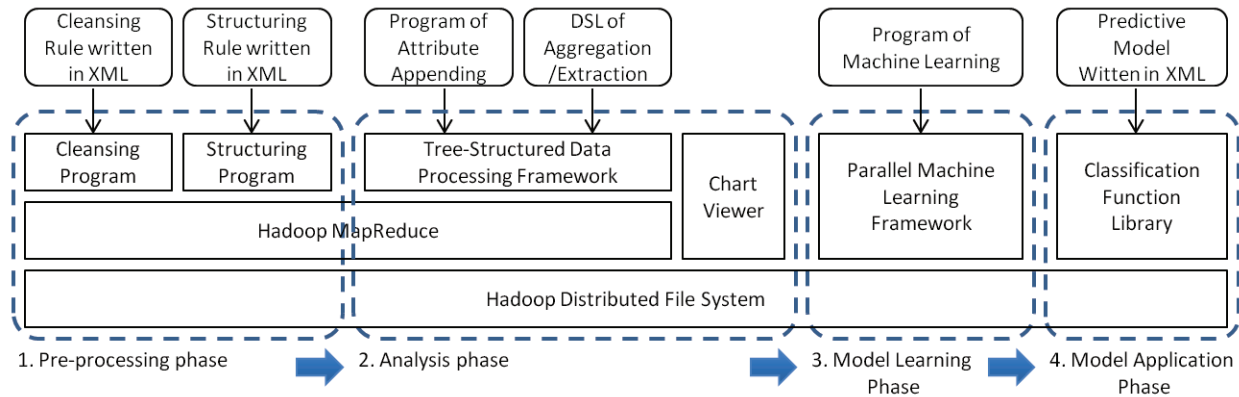 Cleansing
Rule written
in XML
Structuring
Rule written
in XML
Program of
Attribute
Appending
DSL of
Aggregation
/Extraction
Program of
Machine Learning
Predictive
Model
Witten in XML
Cleansing
Program
Structuring
Program
Tree-Structured Data
Processing Framework
Chart
Viewer
Parallel Machine
Learning
Framework
Classification
Function
Library
Hadoop MapReduce
Hadoop Distributed File System
1. Pre-processing phase
2. Analysis phase
3. Model Learning
Phase
4. Model Application
Phase